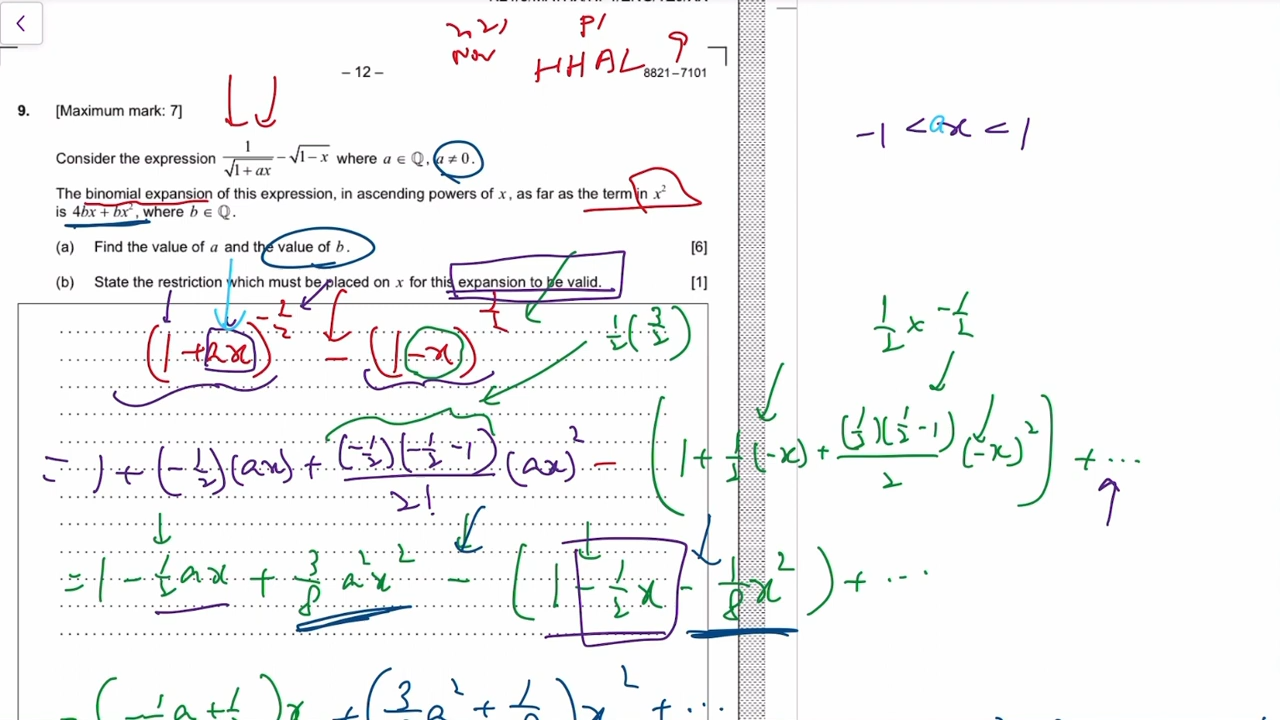 2021 P1
Nov HHAL
– 12 –
8821–7101
9. [Maximum mark: 7]
Consider the expression 1/√(1+ax) − √(1−x) where a ∈ ℚ, a ≠ 0.
The binomial expansion of this expression, in ascending powers of x, as far as the term in x²
is 4bx + bx², where b ∈ ℚ.
(a) Find the value of a and the value of b. [6]
(b) State the restriction which must be placed on x for this expansion to be valid. [1]
-1 < ax < 1
(1 + ax)^(-1/2) - (1 - x)^(1/2)
1/2 (3/2)
1/2 x -1/2
= 1 + (-1/2)(ax) + (-1/2)(-1/2 -1)/2! (ax)² - (1 + 1/2(-x) + (1/2)(1/2 -1)/2 (-x)²) + ...
= 1 - 1/2 ax + 3/8 a²x² - (1 - 1/2 x - 1/8 x²) + ...